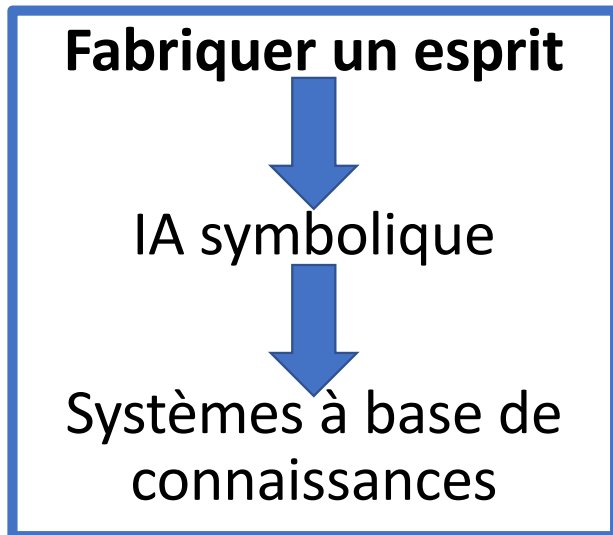 Fabriquer un esprit
IA symbolique
Systèmes à base de
connaissances